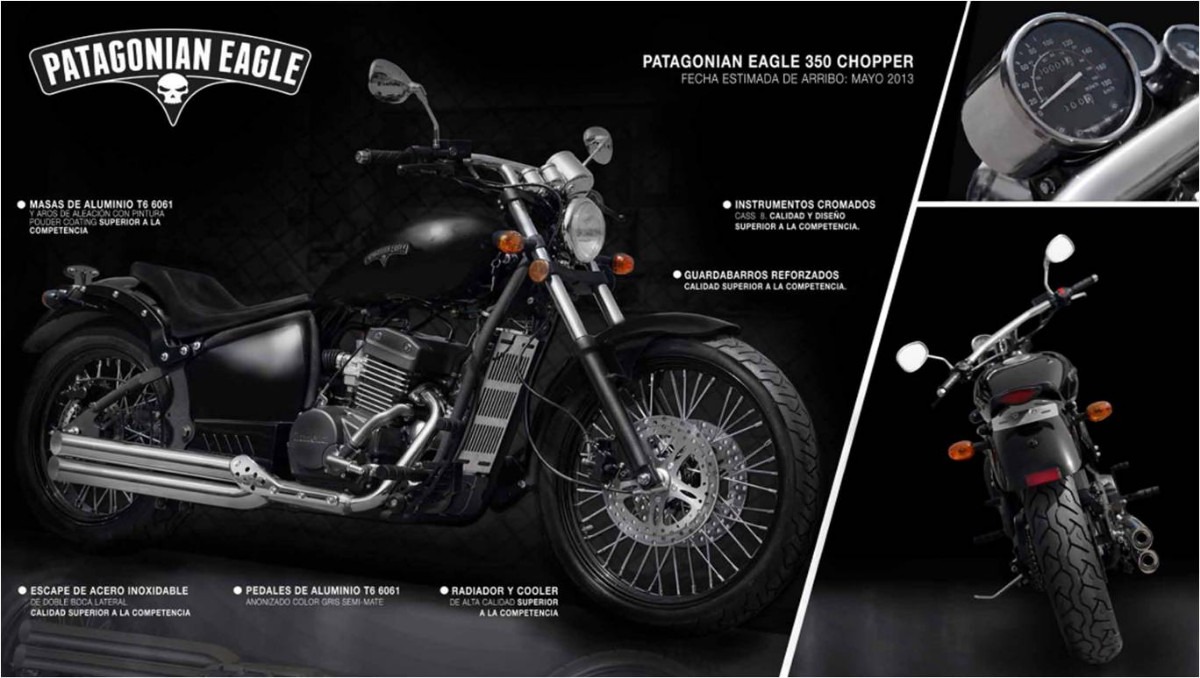 PATAGONIAN EAGLE
PATAGONIAN EAGLE 350 CHOPPER
FECHA ESTIMADA DE ARRIBO: MAYO 2013
MASAS DE ALUMINIO T6 6061
Y AROS DE ALEACIÓN CON PINTURA
POUDER COATING SUPERIOR A LA
COMPETENCIA
INSTRUMENTOS CROMADOS
CASS 8. CALIDAD Y DISEÑO
SUPERIOR A LA COMPETENCIA.
GUARDABARROS REFORZADOS
CALIDAD SUPERIOR A LA COMPETENCIA.
ESCAPE DE ACERO INOXIDABLE
DE DOBLE BOCA LATERAL
CALIDAD SUPERIOR A LA COMPETENCIA
PEDALES DE ALUMINIO T6 6061
ANONIZADO COLOR GRIS SEMI-MATE
RADIADOR Y COOLER
DE ALTA CALIDAD SUPERIOR
A LA COMPETENCIA